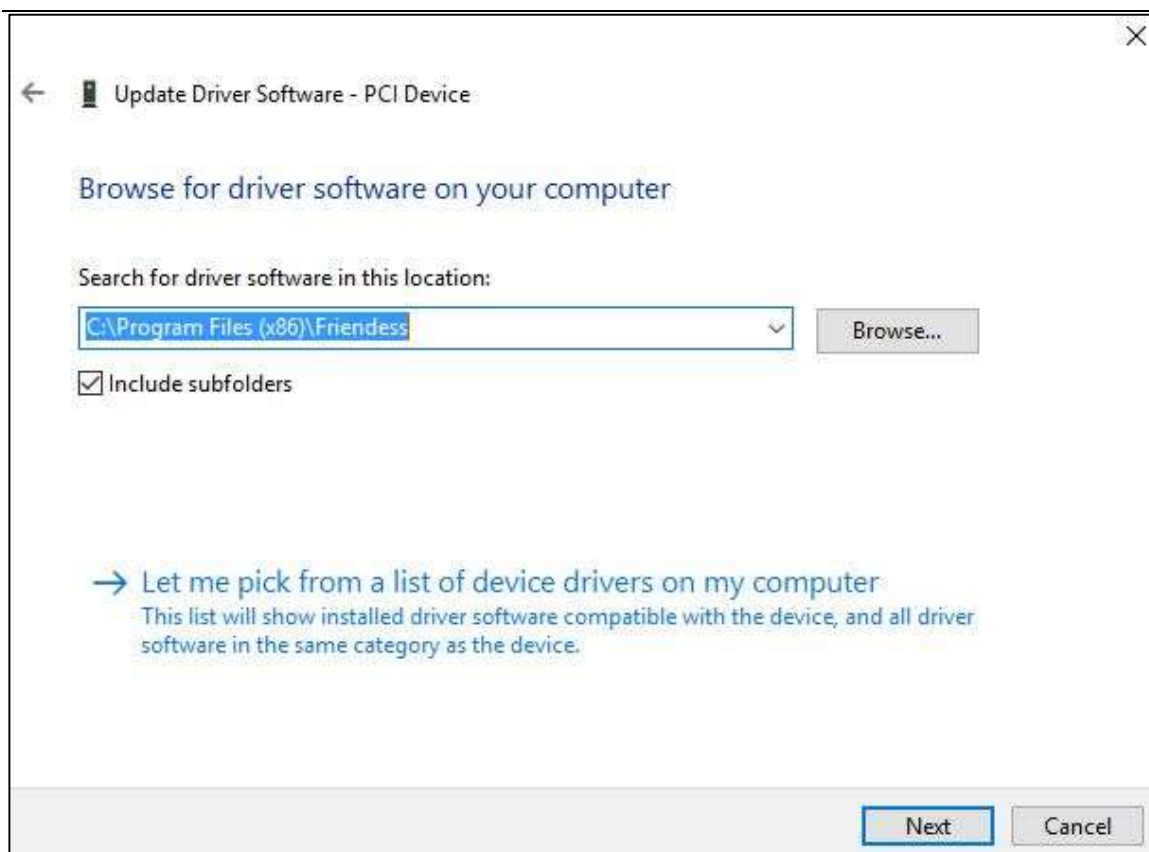 Update Driver Software - PCI Device
Browse for driver software on your computer
Search for driver software in this location:
C:\Program Files (x86)\Friendess
Browse...
Include subfolders
Let me pick from a list of device drivers on my computer
This list will show installed driver software compatible with the device, and all driver
software in the same category as the device.
Next
Cancel